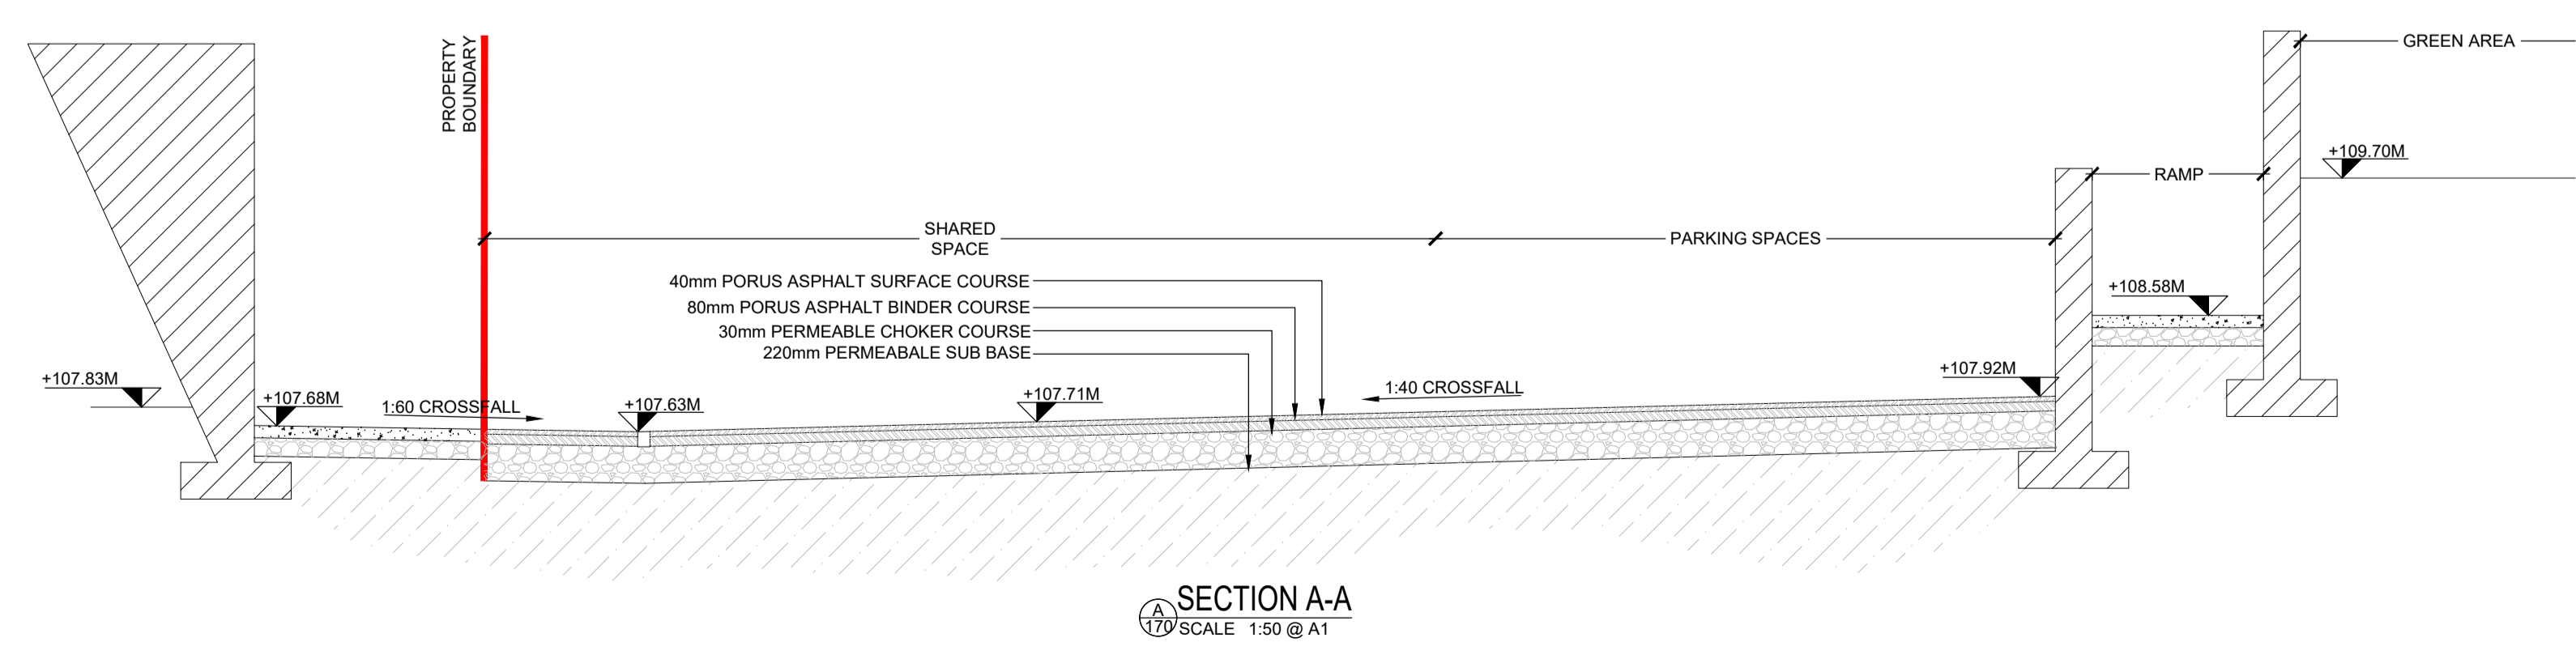 PROPERTY
BOUNDARY
GREEN AREA
+109.70M
RAMP
SHARED
SPACE
PARKING SPACES
40mm PORUS ASPHALT SURFACE COURSE
80mm PORUS ASPHALT BINDER COURSE
30mm PERMEABLE CHOKER COURSE
220mm PERMEABALE SUB BASE
+108.58M
+107.83M
+107.68M
1:60 CROSSFALL
+107.63M
+107.71M
1:40 CROSSFALL
+107.92M
A
170
SECTION A-A
SCALE 1:50 @ A1